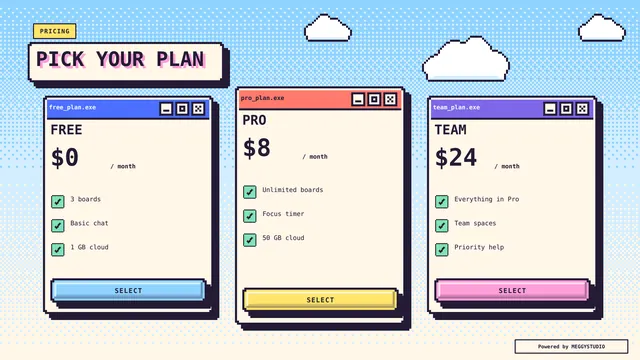 PRICING
PICK YOUR PLAN
free_plan.exe
FREE
$0 / month
3 boards
Basic chat
1 GB cloud
SELECT
pro_plan.exe
PRO
$8 / month
Unlimited boards
Focus timer
50 GB cloud
SELECT
team_plan.exe
TEAM
$24 / month
Everything in Pro
Team spaces
Priority help
SELECT
Powered by MEGGYSTUDIO